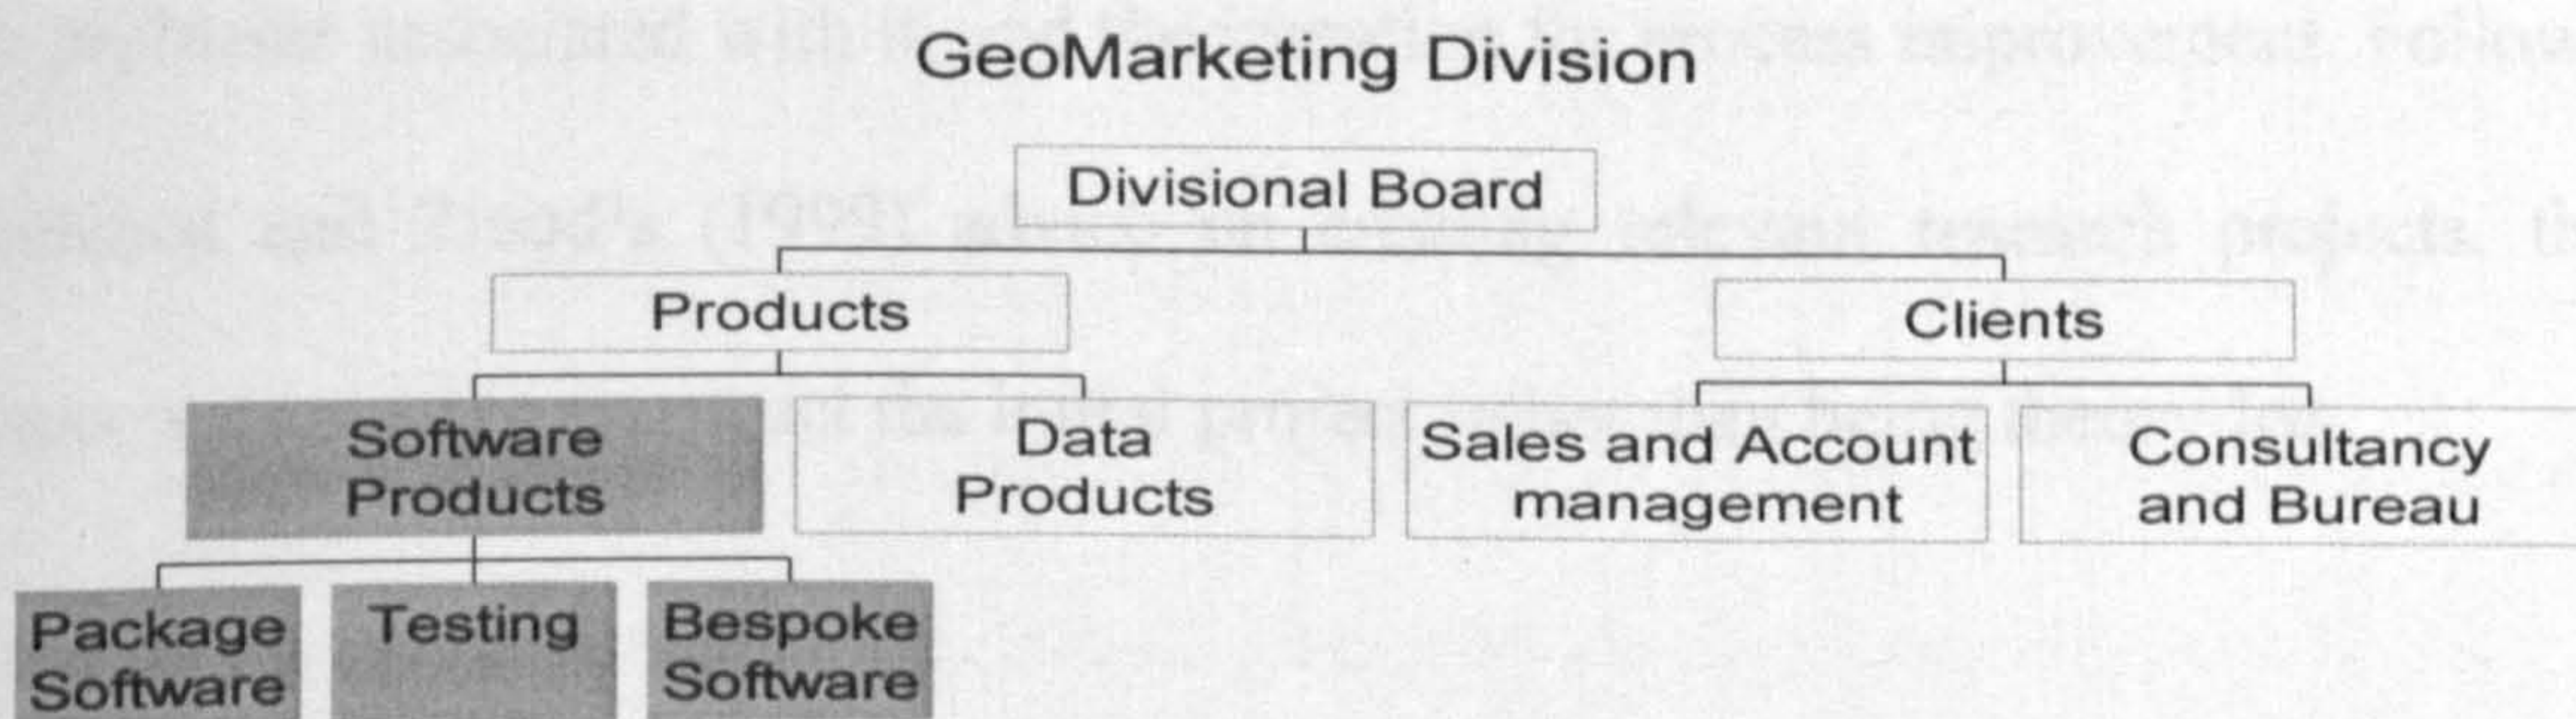 GeoMarketing Division
Divisional Board
Products
Clients
Software
Products
Data
Products
Sales and Account
management
Consultancy
and Bureau
Package
Software
Testing
Bespoke
Software